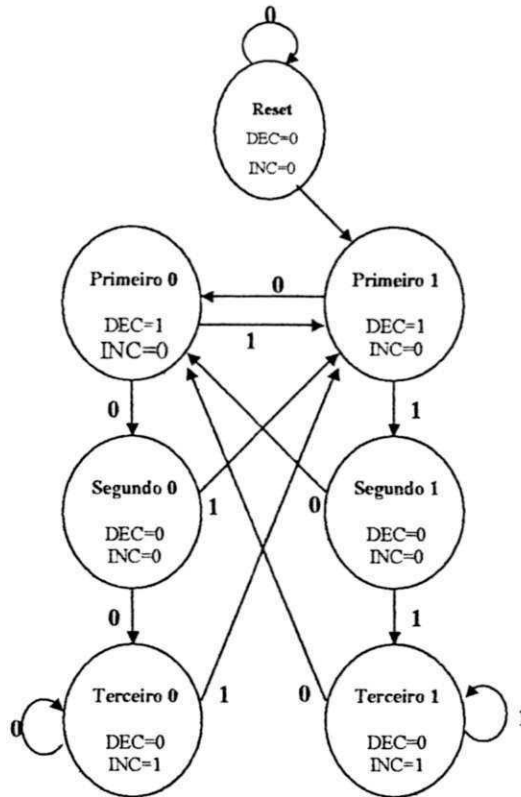 0
Reset
DEC=0
INC=0
Primeiro 0
DEC=1
INC=0
0
1
Primeiro 1
DEC=1
INC=0
0
1
Segundo 0
DEC=0
INC=0
1
0
Segundo 1
DEC=0
INC=0
0
1
0
Terceiro 0
DEC=0
INC=1
1
0
Terceiro 1
DEC=0
INC=1
1